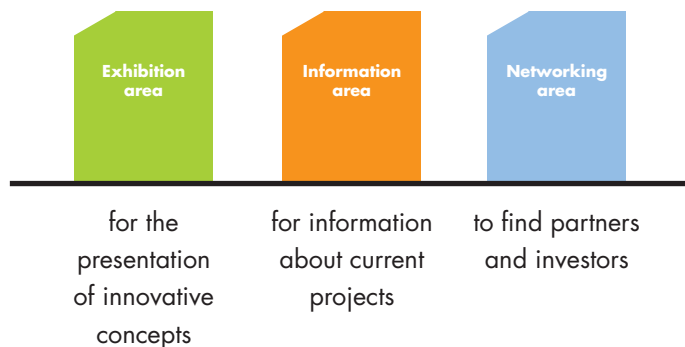 Exhibition
area
Information
area
Networking
area
for the
presentation
of innovative
concepts
for information
about current
projects
to find partners
and investors